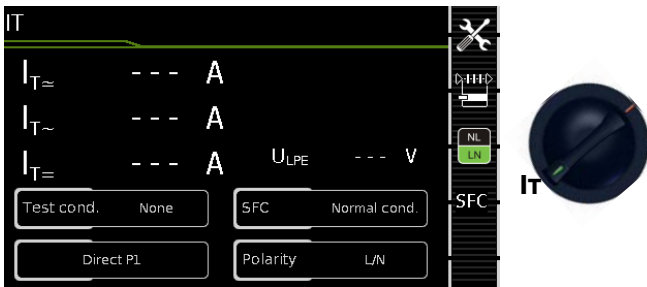 IT
IT≂ - - - A
IT~ - - - A
IT= - - - A
ULPE - - - V
NL
LN
Test cond. None
SFC Normal cond.
SFC
Direct P1
Polarity L/N
IT